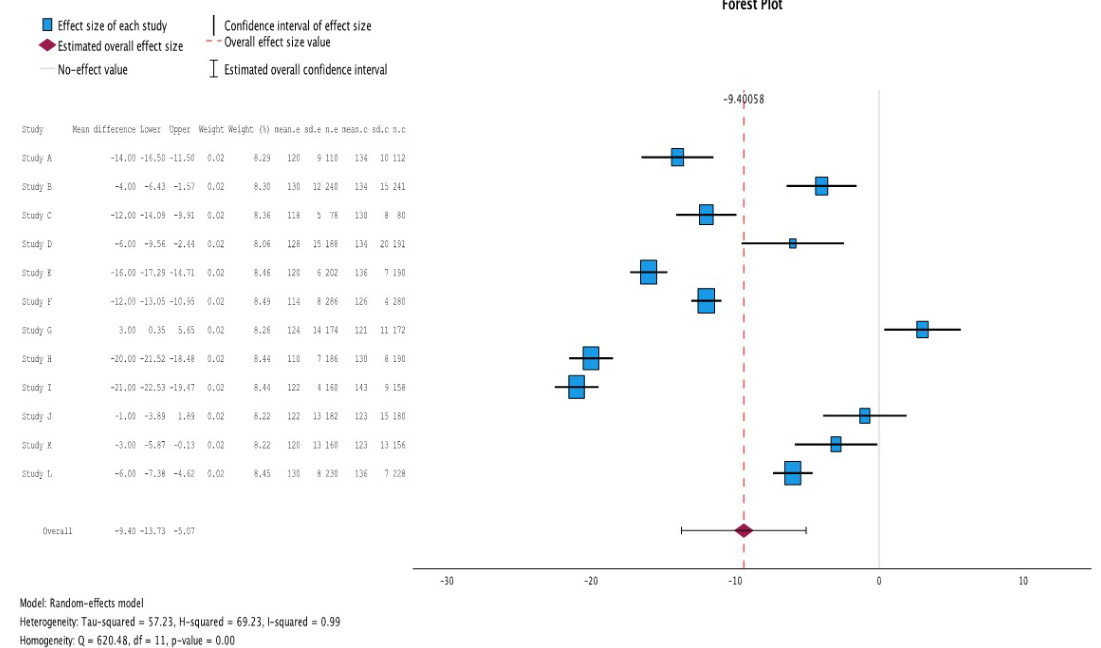 Forest Plot
Effect size of each study
Confidence interval of effect size
Estimated overall effect size
Overall effect size value
No-effect value
Estimated overall confidence interval
-9.40058
Study Mean difference Lower Upper Weight Weight (%) mean.e sd.e n.e mean.c sd.c n.c
Study A -14.00 -16.50 -11.50 0.02 8.29 120 9 110 134 10 112
Study B -4.00 -6.43 -1.57 0.02 8.30 130 12 240 134 15 241
Study C -12.00 -14.09 -9.91 0.02 8.36 118 5 78 130 8 80
Study D -6.00 -9.56 -2.44 0.02 8.06 128 15 188 134 20 191
Study E -16.00 -17.29 -14.71 0.02 8.46 120 6 202 136 7 190
Study F -12.00 -13.05 -10.95 0.02 8.49 114 8 286 126 4 280
Study G 3.00 0.35 5.65 0.02 8.26 124 14 174 121 11 172
Study H -20.00 -21.52 -18.48 0.02 8.44 110 7 186 130 8 190
Study I -21.00 -22.53 -19.47 0.02 8.44 122 4 160 143 9 158
Study J -1.00 -3.89 1.89 0.02 8.22 122 13 182 123 15 180
Study K -3.00 -5.87 -0.13 0.02 8.22 120 13 160 123 13 156
Study L -6.00 -7.38 -4.62 0.02 8.45 130 8 230 136 7 228
Overall -9.40 -13.73 -5.07
-30 -20 -10 0 10
Model: Random-effects model
Heterogeneity: Tau-squared = 57.23, H-squared = 69.23, I-squared = 0.99
Homogeneity: Q = 620.48, df = 11, p-value = 0.00